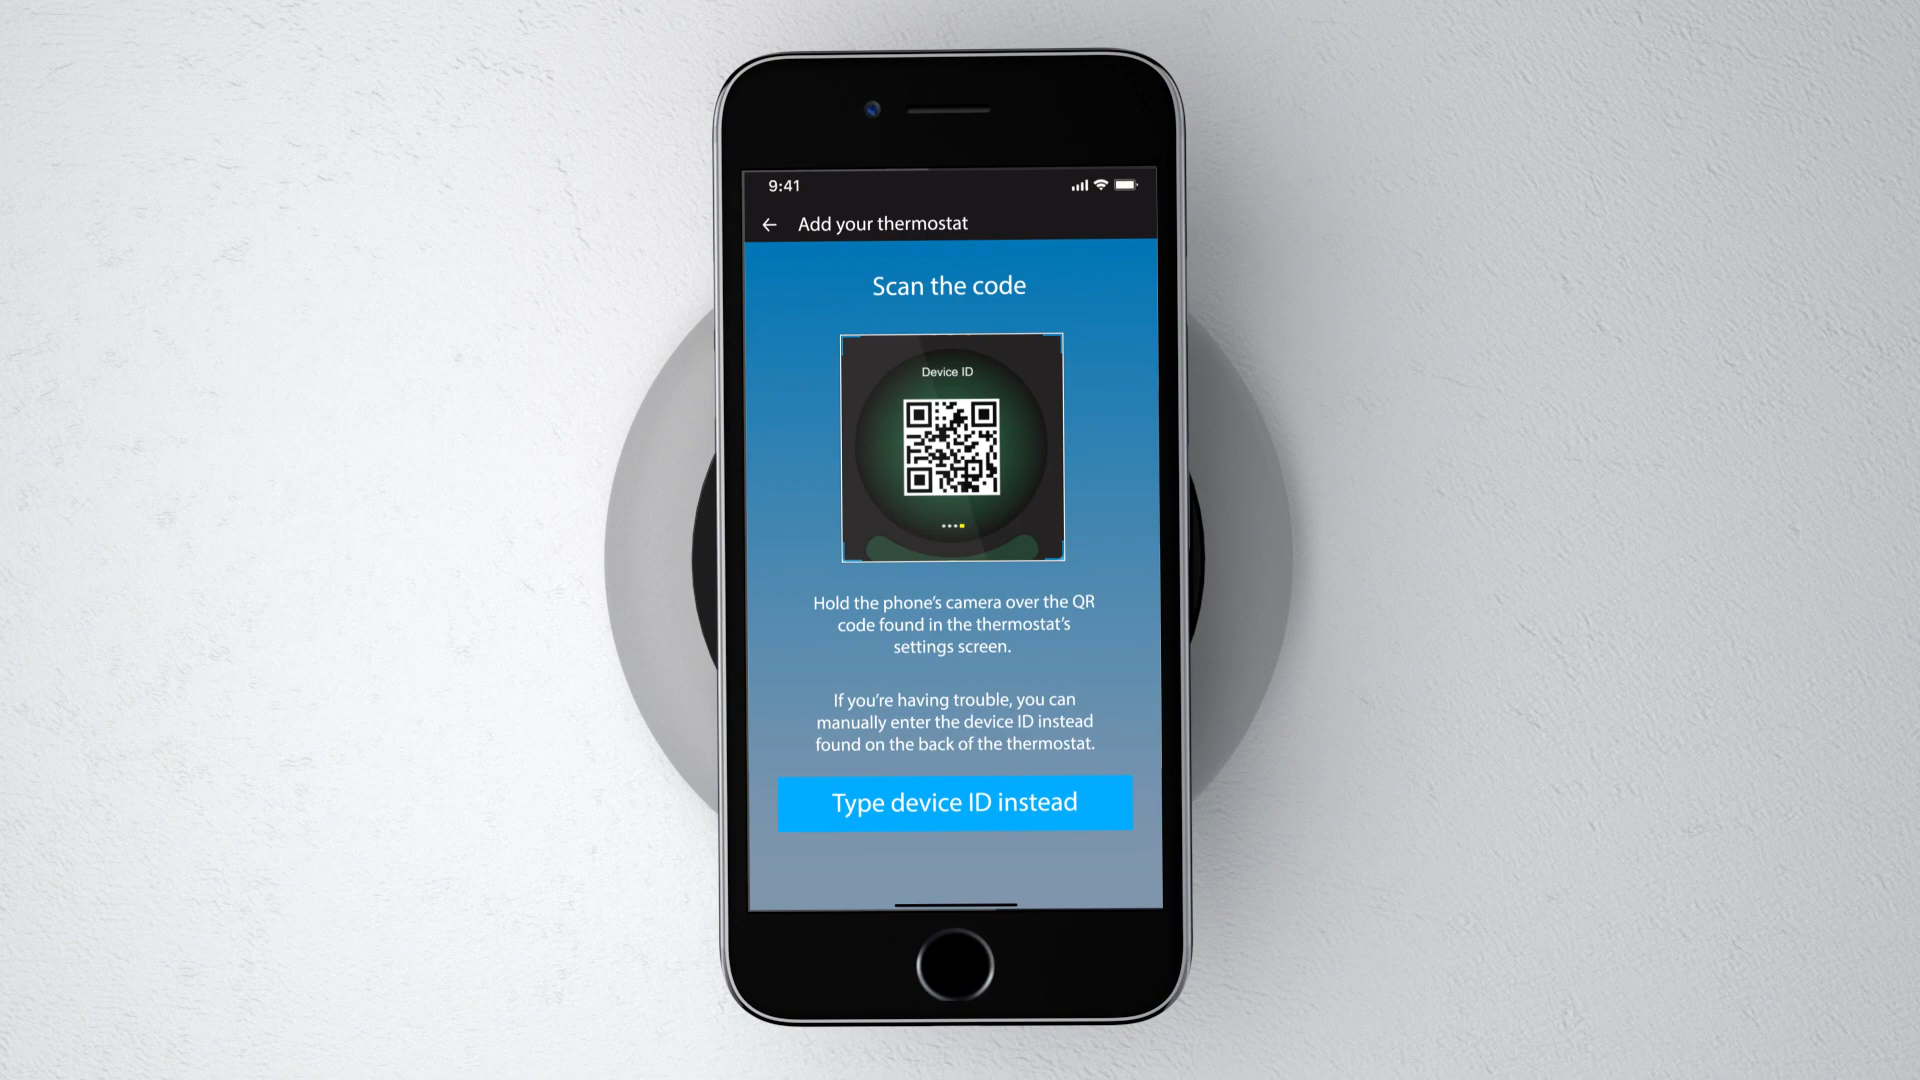 9:41
Add your thermostat
Scan the code
Device ID
Hold the phone's camera over the QR
code found in the thermostat's
settings screen.
If you're having trouble, you can
manually enter the device ID instead
found on the back of the thermostat.
Type device ID instead